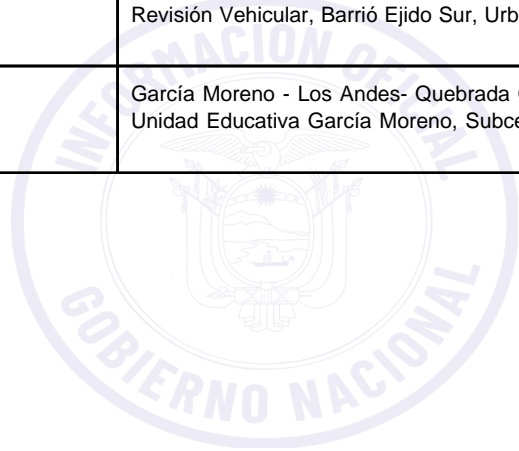 Revisión Vehicular, Barrió Ejido Sur, Urb
García Moreno - Los Andes- Quebrada
Unidad Educativa García Moreno, Subce
INFORMACION OFICIAL
GOBIERNO NACIONAL